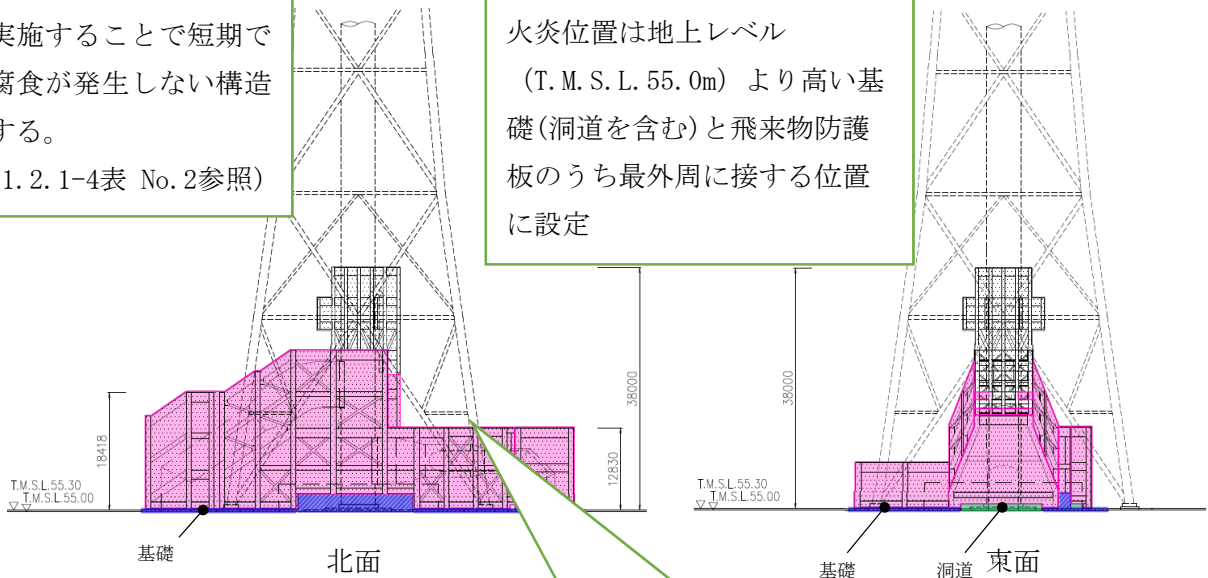 実施することで短期で
腐食が発生しない構造
する。
1.2.1-4表 No.2参照)
火炎位置は地上レベル
(T.M.S.L.55.0m) より高い基
礎(洞道を含む)と飛来物防護
板のうち最外周に接する位置
に設定
38000
18418
12830
T.M.S.L.55.30
T.M.S.L.55.00
基礎
北面
38000
T.M.S.L.55.30
T.M.S.L.55.00
基礎
洞道
東面